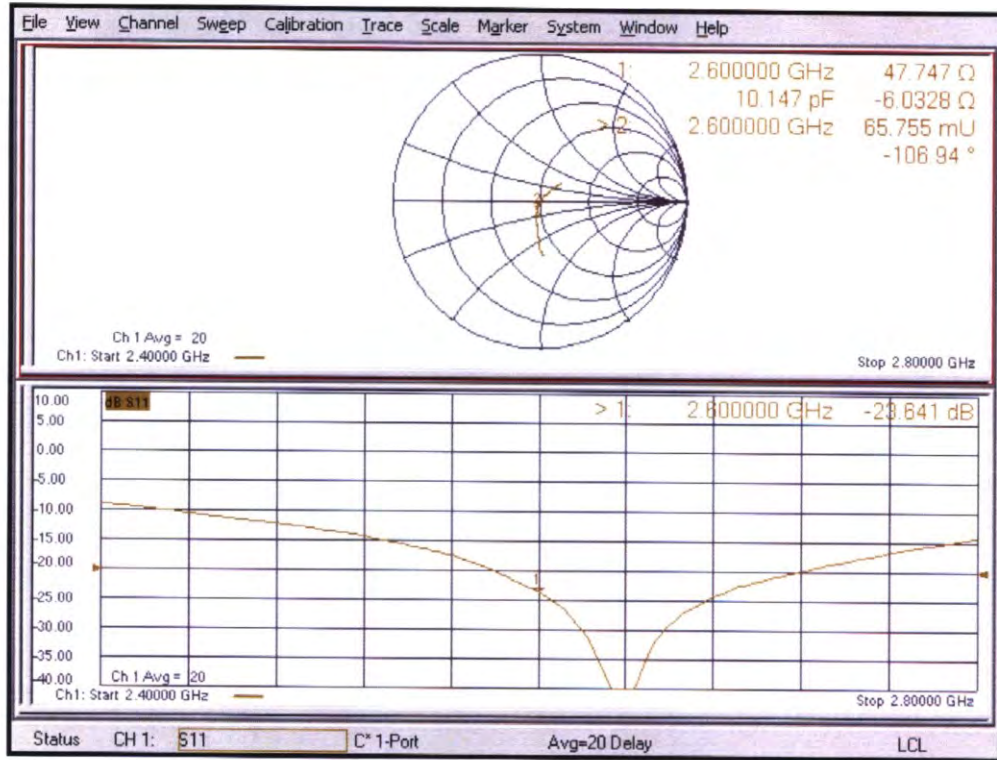 File View Channel Sweep Calibration Trace Scale Marker System Window Help
1: 2.600000 GHz 47.747 Ω
10.147 pF -6.0328 Ω
> 2: 2.600000 GHz 65.755 mU
-106.94 °
Ch 1 Avg = 20
Ch1: Start 2.40000 GHz
Stop 2.80000 GHz
10.00
dB S11
> 1: 2.600000 GHz -23.641 dB
5.00
0.00
-5.00
-10.00
-15.00
-20.00
1
-25.00
-30.00
-35.00
-40.00
Ch 1 Avg = 20
Ch1: Start 2.40000 GHz
Stop 2.80000 GHz
Status CH 1: S11 C* 1-Port Avg=20 Delay LCL